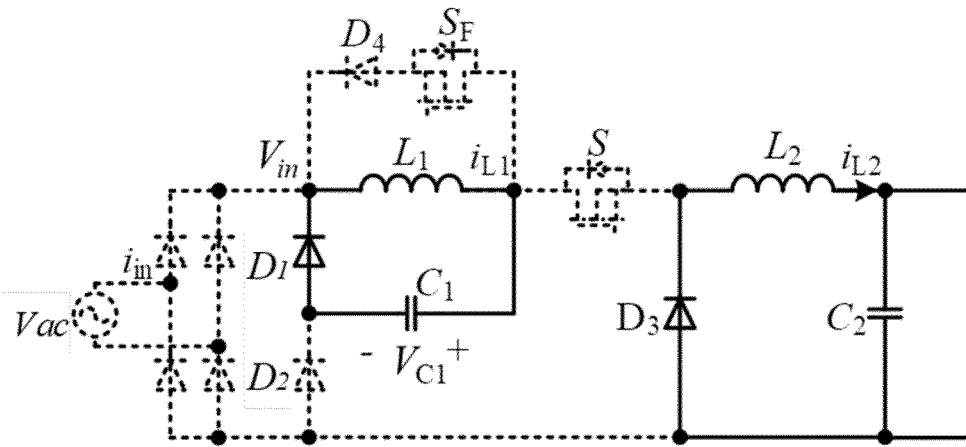 D4
SF
Vin
L1
iL1
S
L2
iL2
iin
D1
C1
Vac
D3
C2
D2
- VC1 +